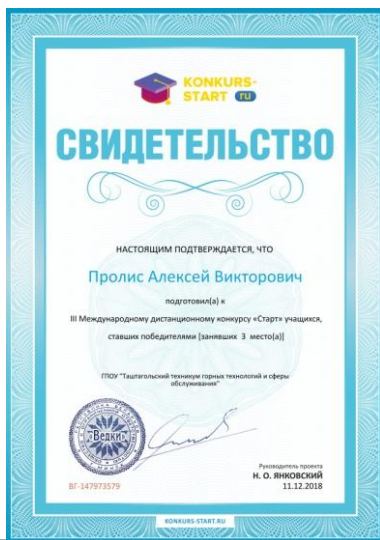 KONKURS-
START ru
СВИДЕТЕЛЬСТВО
НАСТОЯЩИМ ПОДТВЕРЖДАЕТСЯ, ЧТО
Пролис Алексей Викторович
подготовил(а) к
III Международному дистанционному конкурсу «Старт» учащихся,
ставших победителями [занявших 3 место(а)]
ГПОУ "Таштагольский техникум горных технологий и сферы
обслуживания"
"Ведки"
Руководитель проекта
Н. О. ЯНКОВСКИЙ
ВГ-147973579
11.12.2018
KONKURS-START.RU